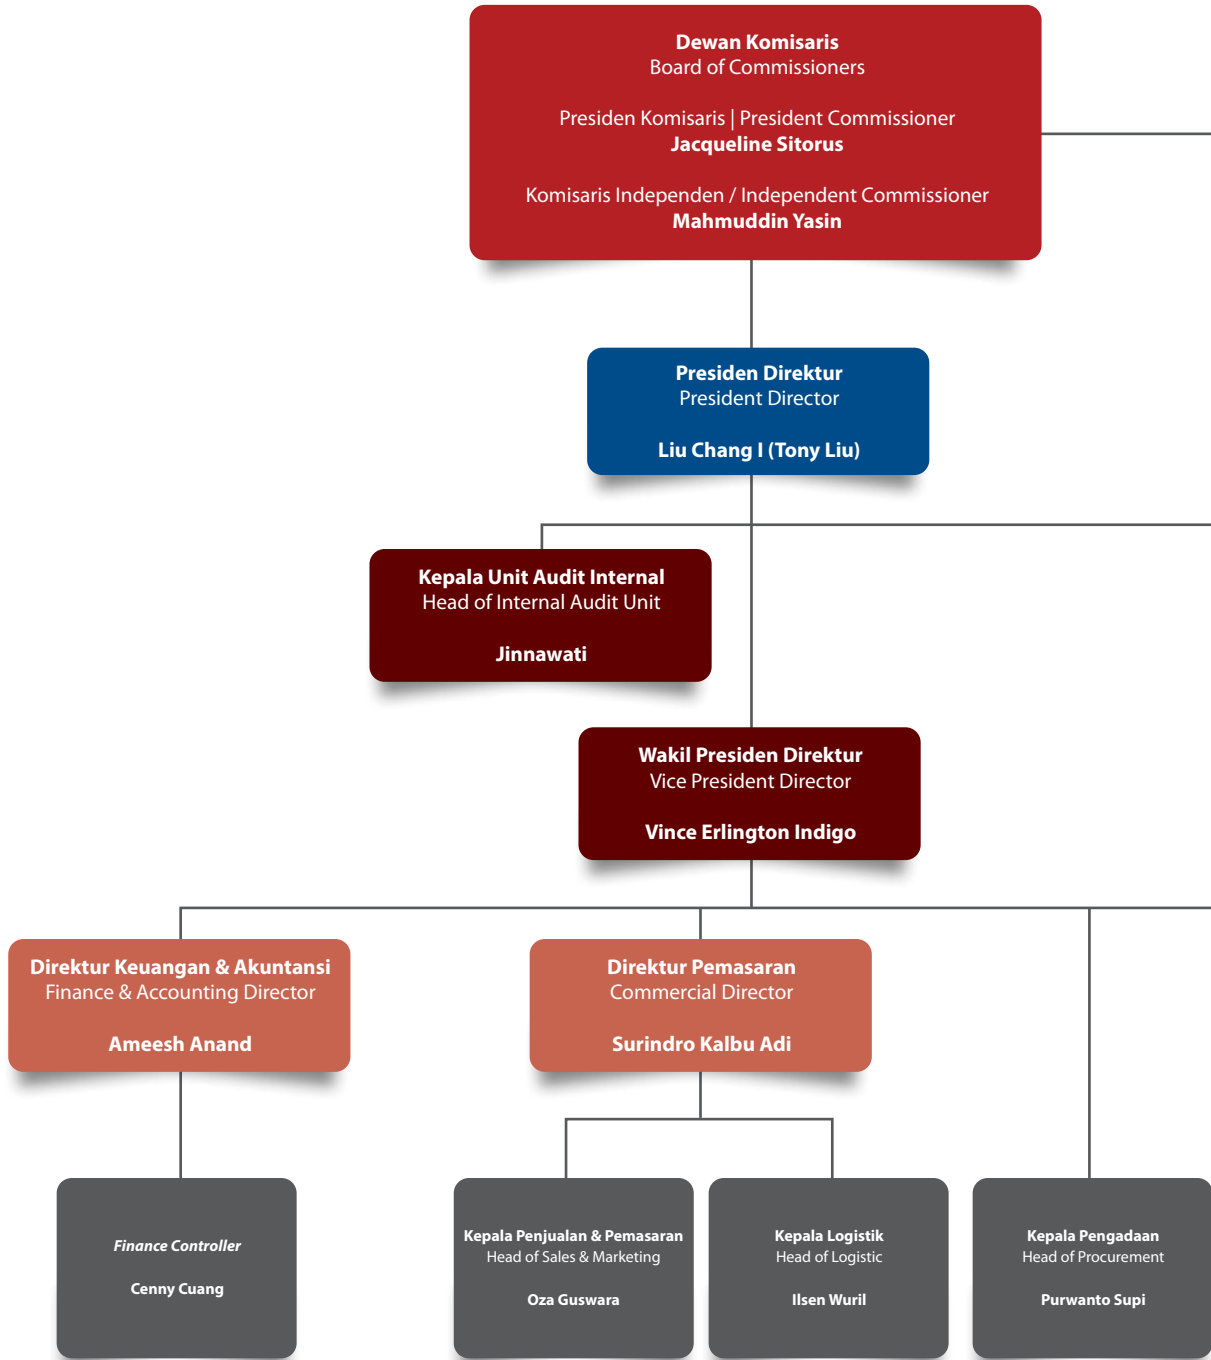 Dewan Komisaris
Board of Commissioners
Presiden Komisaris | President Commissioner
Jacqueline Sitorus
Komisaris Independen / Independent Commissioner
Mahmuddin Yasin
Presiden Direktur
President Director
Liu Chang I (Tony Liu)
Kepala Unit Audit Internal
Head of Internal Audit Unit
Jinnawati
Wakil Presiden Direktur
Vice President Director
Vince Erlington Indigo
Direktur Keuangan & Akuntansi
Finance & Accounting Director
Ameesh Anand
Direktur Pemasaran
Commercial Director
Surindro Kalbu Adi
Finance Controller
Cenny Cuang
Kepala Penjualan & Pemasaran
Head of Sales & Marketing
Oza Guswara
Kepala Logistik
Head of Logistic
Ilsen Wuril
Kepala Pengadaan
Head of Procurement
Purwanto Supi